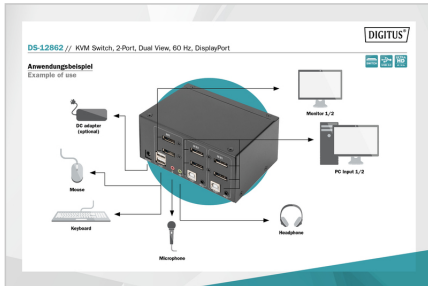 DIGITUS®
DS-12862 // KVM Switch, 2-Port, Dual View, 60 Hz, DisplayPort
Anwendungsbeispiel
Example of use
DC adapter
(optional)
Monitor 1/2
PC Input 1/2
Mouse
Keyboard
Headphone
Microphone